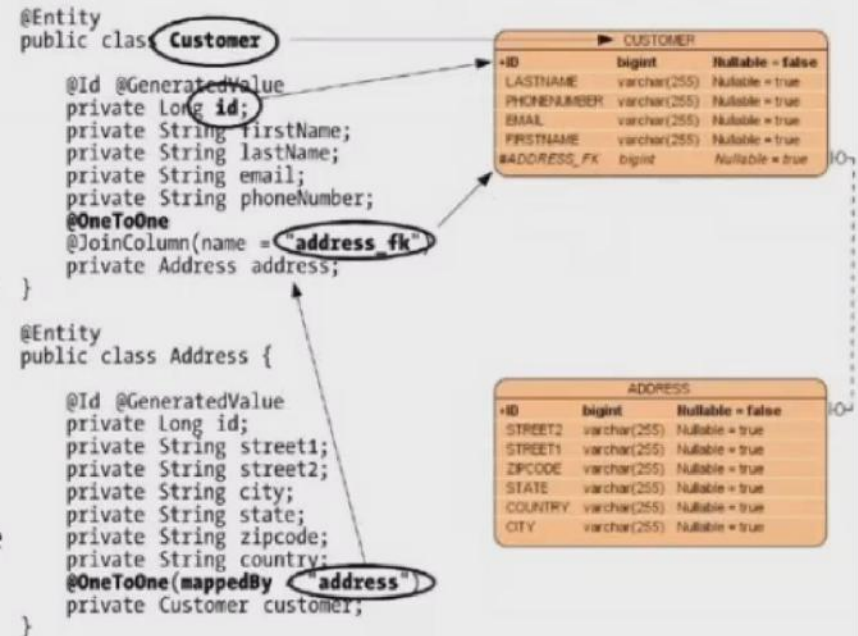 @Entity
public class Customer
@Id @GeneratedValue
private Long id;
private String firstName;
private String lastName;
private String email;
private String phoneNumber;
@OneToOne
@JoinColumn(name = "address_fk")
private Address address;
}
@Entity
public class Address {
@Id @GeneratedValue
private Long id;
private String street1;
private String street2;
private String city;
private String state;
private String zipcode;
private String country;
@OneToOne(mappedBy "address")
private Customer customer;
}
CUSTOMER
+ID bigint Nullable = false
LASTNAME varchar(255) Nullable = true
PHONENUMBER varchar(255) Nullable = true
EMAIL varchar(255) Nullable = true
FIRSTNAME varchar(255) Nullable = true
#ADDRESS_FK bigint Nullable = true
ADDRESS
+ID bigint Nullable = false
STREET2 varchar(255) Nullable = true
STREET1 varchar(255) Nullable = true
ZIPCODE varchar(255) Nullable = true
STATE varchar(255) Nullable = true
COUNTRY varchar(255) Nullable = true
CITY varchar(255) Nullable = true